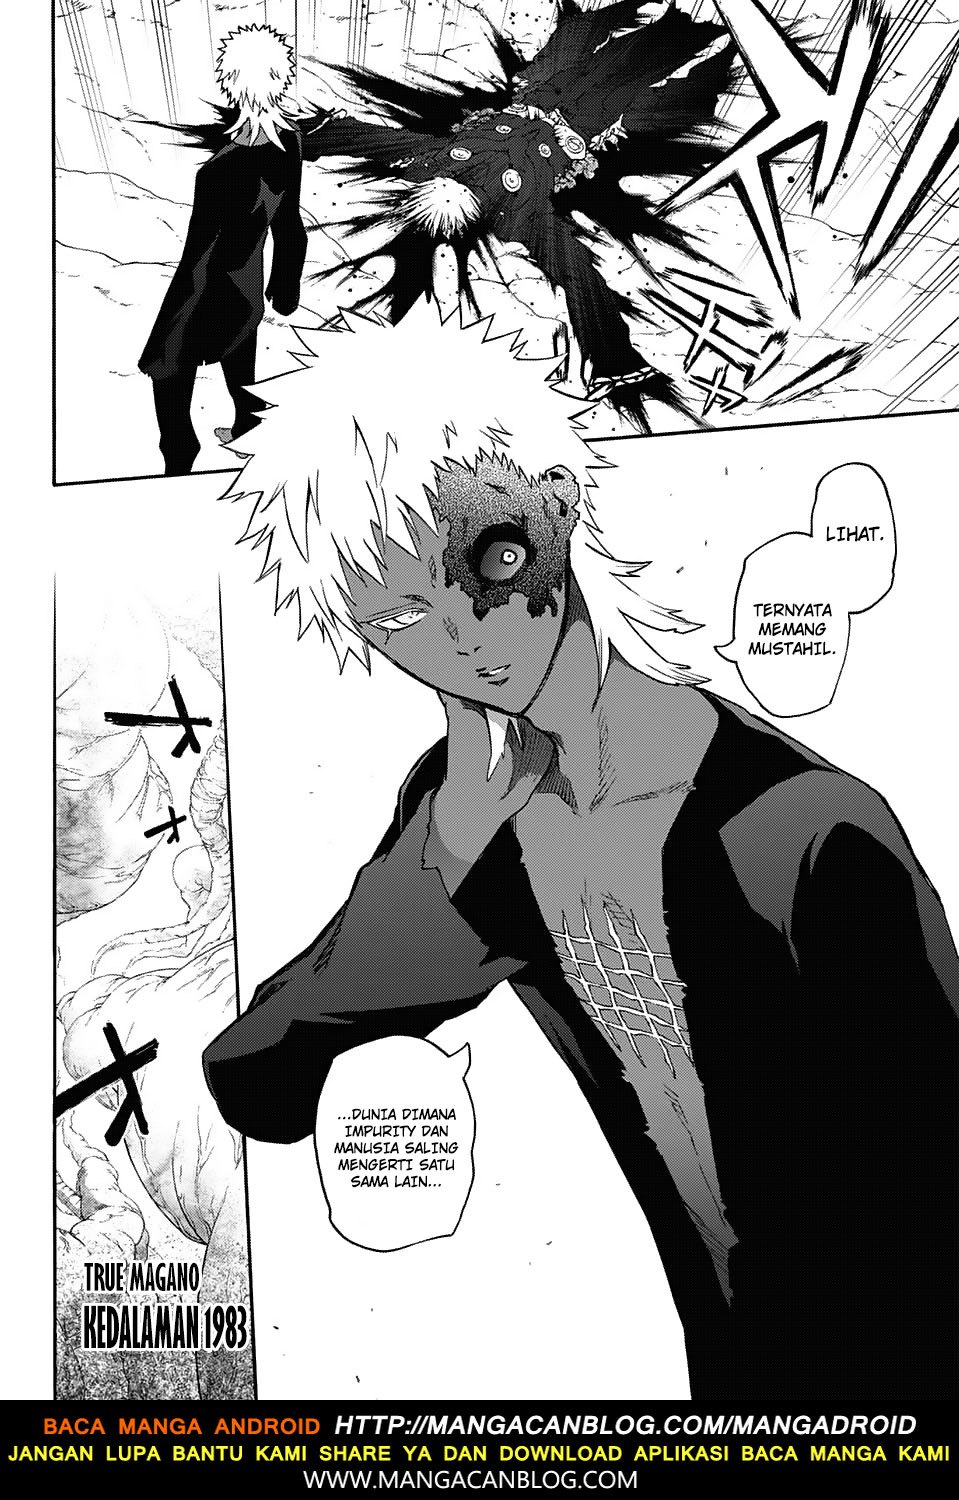 LIHAT.
TERNYATA
MEMANG
MUSTAHIL.
...DUNIA DIMANA
IMPURITY DAN
MANUSIA SALING
MENGERTI SATU
SAMA LAIN...
TRUE MAGANO
KEDALAMAN 1983
BACA MANGA ANDROID HTTP://MANGACANBLOG.COM/MANGADROID
JANGAN LUPA BANTU KAMI SHARE YA DAN DOWNLOAD APLIKASI BACA MANGA KAMI
WWW.MANGACANBLOG.COM